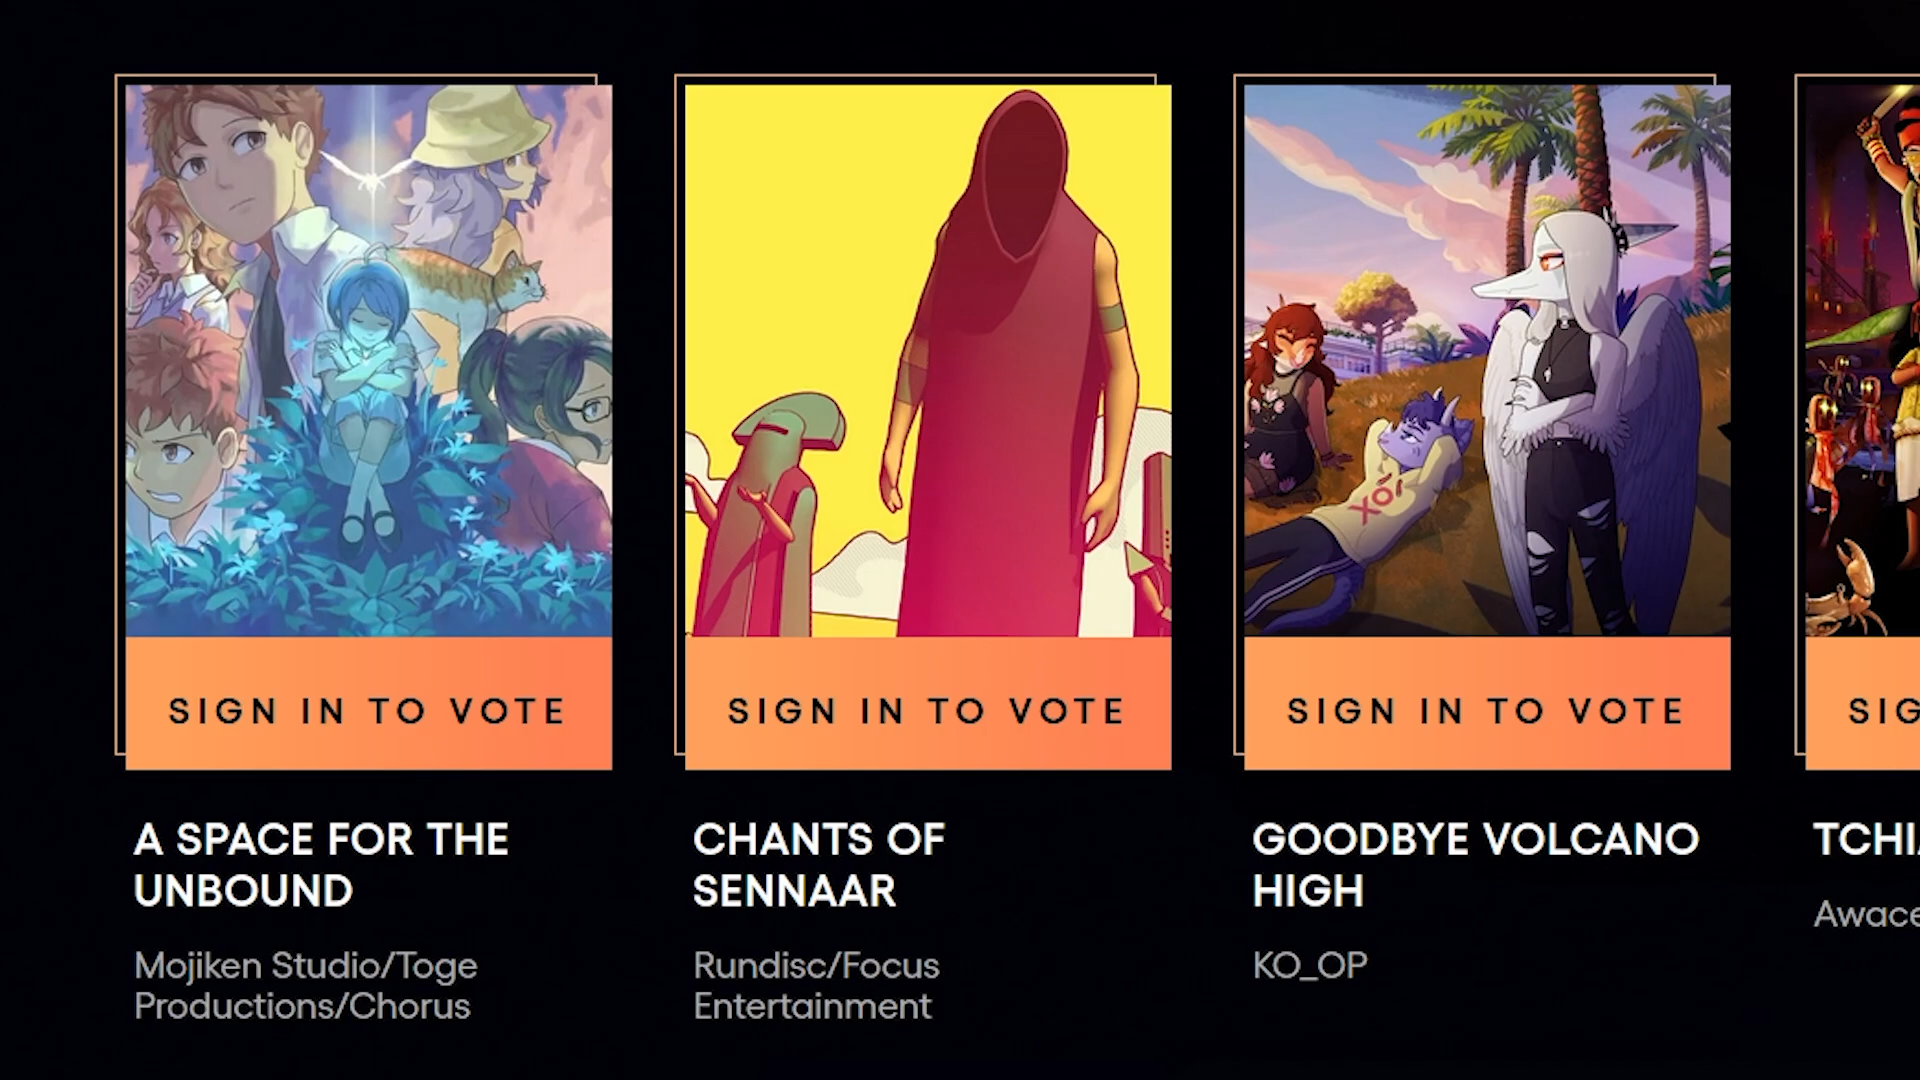 XO!
SIGN IN TO VOTE
SIGN IN TO VOTE
SIGN IN TO VOTE
A SPACE FOR THE
UNBOUND
Mojiken Studio/Toge
Productions/Chorus
CHANTS OF
SENNAAR
Rundisc/Focus
Entertainment
GOODBYE VOLCANO
HIGH
KO_OP